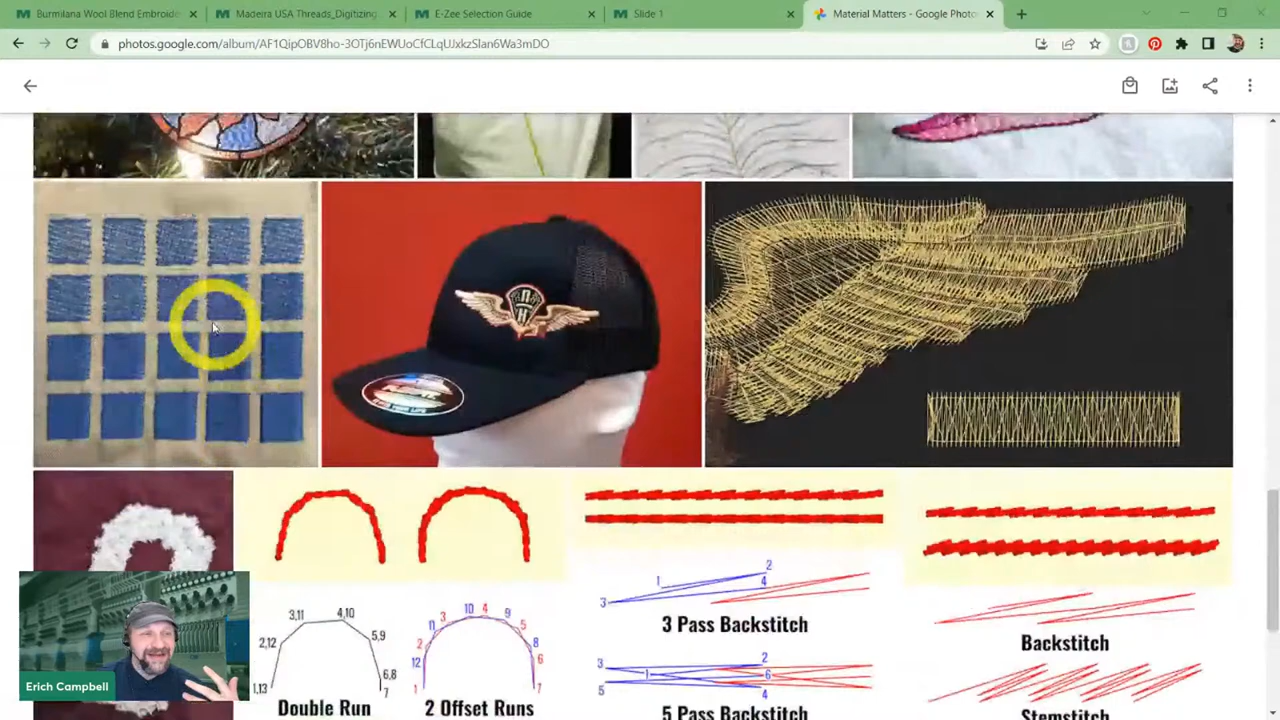 Burmilana Wool Blend Embroide
Madeira USA Threads_Digitizing
E-Zee Selection Guide
Slide 1
Material Matters - Google Photo
photos.google.com/album/AF1QipOBV8ho-3OTj6nEWUoCfCLqUJxkzSlan6Wa3mDO
1
2
3
4
3 Pass Backstitch
3,11
4,10
2,12
5,9
1,13
6,8
7
Double Run
10
4
3
9
11
5
2
8
12
6
1
7
2 Offset Runs
3
2
1
6
5
4
5 Pass Backstitch
Backstitch
Stemstitch
Erich Campbell